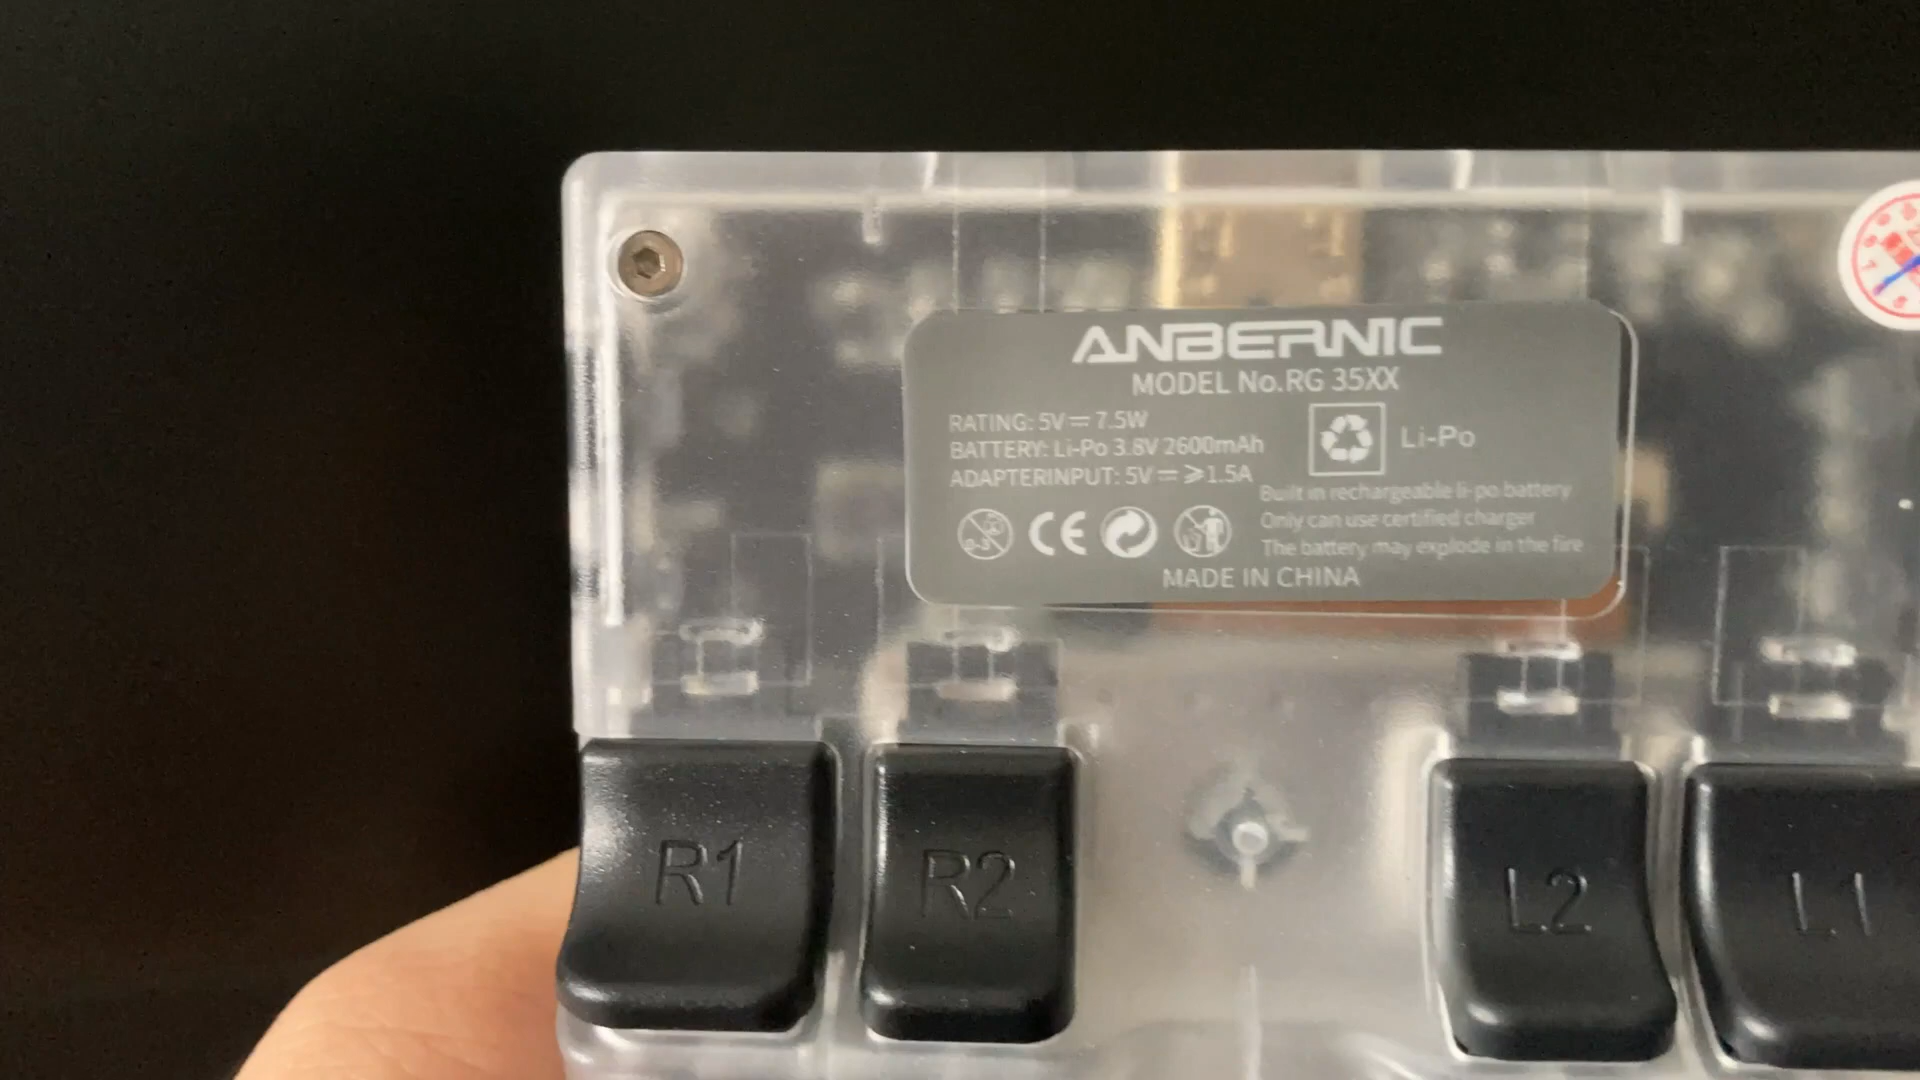 ANBERNIC
MODEL No.RG 35XX
RATING: 5V⎓7.5W
BATTERY: Li-Po 3.8V 2600mAh
ADAPTERINPUT: 5V⎓⩾1.5A
Li-Po
Built in rechargeable li-po battery
Only can use certified charger
The battery may explode in the fire
0-3
CE
MADE IN CHINA
R1
R2
L2
L1